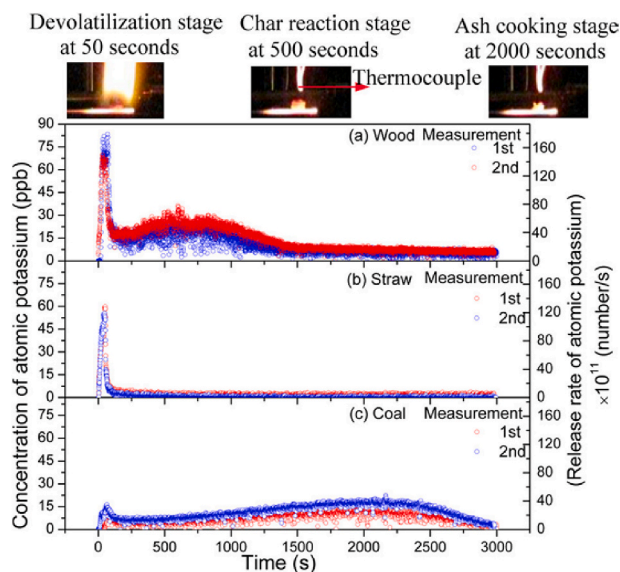 Devolatilization stage
at 50 seconds
Char reaction stage
at 500 seconds
Ash cooking stage
at 2000 seconds
Thermocouple
(a) Wood Measurement
1st
2nd
90
75
60
45
30
15
0
160
120
80
40
0
(b) Straw Measurement
1st
2nd
75
60
45
30
15
0
160
120
80
40
0
(c) Coal Measurement
1st
2nd
75
60
45
30
15
0
160
120
80
40
0
Concentration of atomic potassium (ppb)
(Release rate of atomic potassium)
×10¹¹ (number/s)
0 500 1000 1500 2000 2500 3000
Time (s)